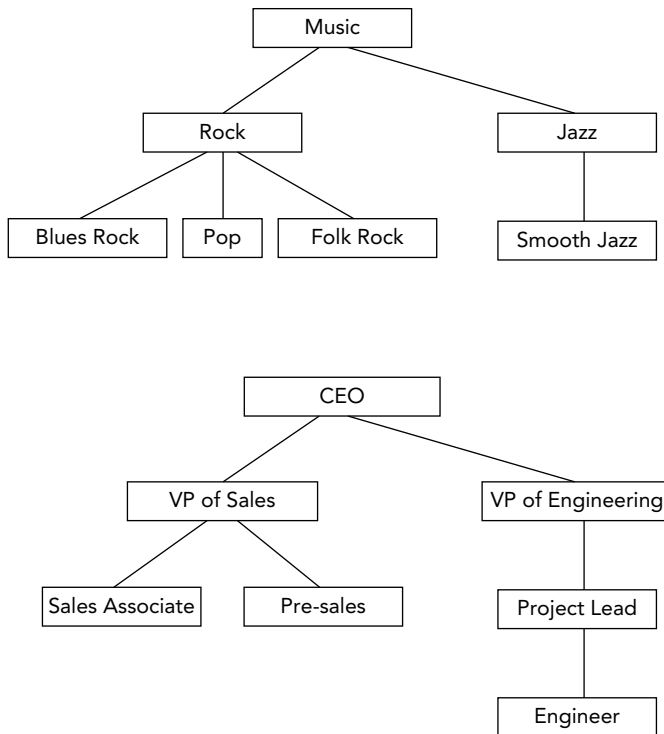 Music
Rock Jazz
Blues Rock Pop Folk Rock Smooth Jazz
CEO
VP of Sales VP of Engineering
Sales Associate Pre-sales Project Lead
Engineer